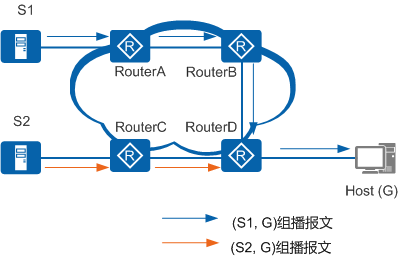 S1
R
R
RouterA
RouterB
S2
RouterC
RouterD
R
R
Host (G)
(S1, G)组播报文
(S2, G)组播报文